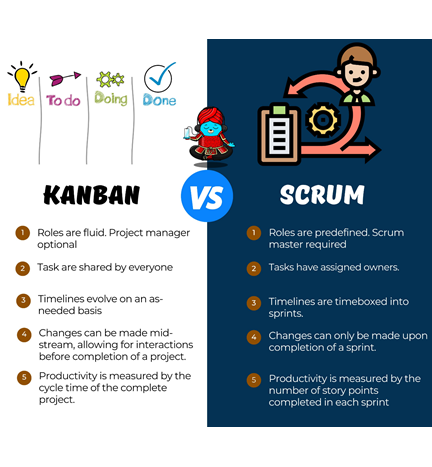 Idea To do Doing Done
KANBAN
VS
SCRUM
1 Roles are fluid. Project manager
optional
2 Task are shared by everyone
3 Timelines evolve on an as-
needed basis
4 Changes can be made mid-
stream, allowing for interactions
before completion of a project.
5 Productivity is measured by the
cycle time of the complete
project.
1 Roles are predefined. Scrum
master required
2 Tasks have assigned owners.
3 Timelines are timeboxed into
sprints.
4 Changes can only be made upon
completion of a sprint.
5 Productivity is measured by the
number of story points
completed in each sprint